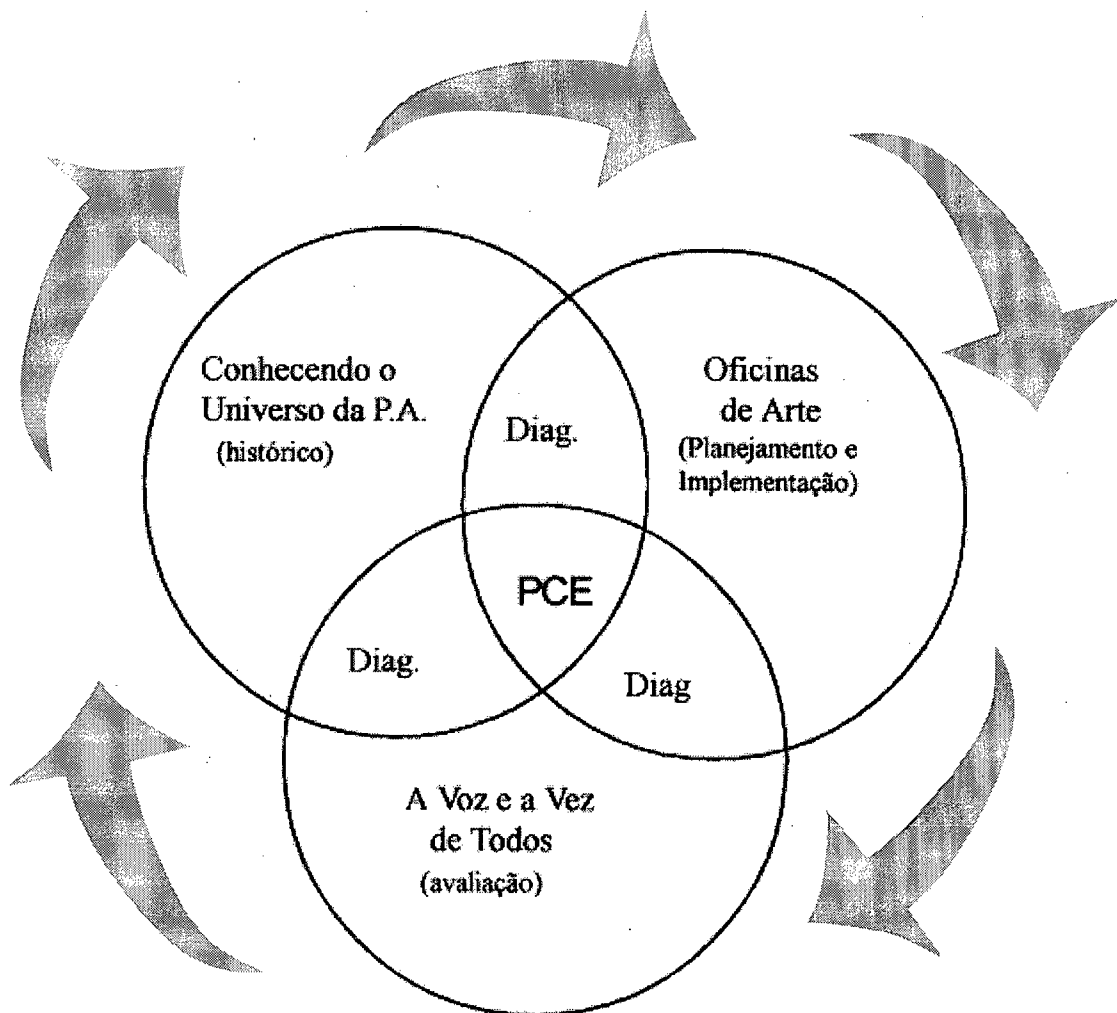 Conhecendo o
Universo da P.A.
(histórico)
Diag.
Oficinas
de Arte
(Planejamento e
Implementação)
PCE
Diag.
Diag
A Voz e a Vez
de Todos
(avaliação)